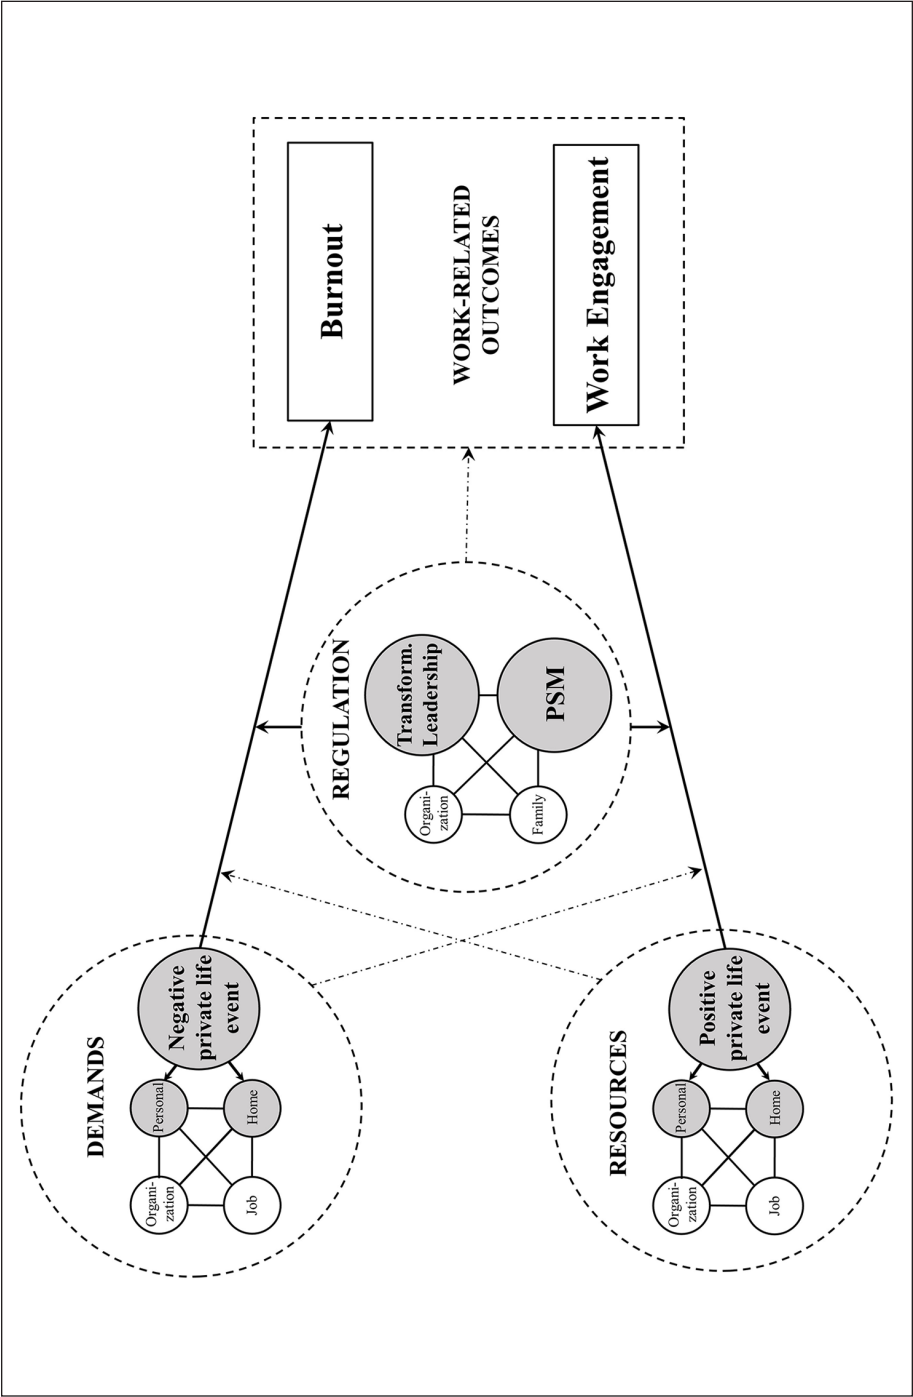 DEMANDS
Organi-
zation
Personal
Job
Home
Negative
private life
event
REGULATION
Organi-
zation
Family
Transform.
Leadership
PSM
RESOURCES
Organi-
zation
Personal
Job
Home
Positive
private life
event
Burnout
WORK-RELATED
OUTCOMES
Work Engagement